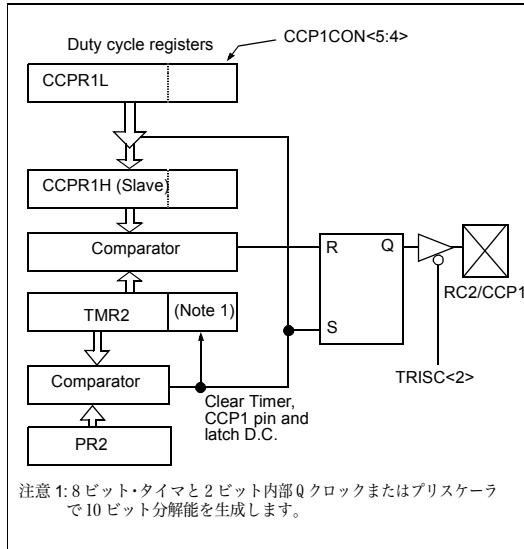 Duty cycle registers
CCP1CON<5:4>
CCPR1L
CCPR1H (Slave)
Comparator
R
Q
RC2/CCP1
TMR2
(Note 1)
S
TRISC<2>
Comparator
Clear Timer,
CCP1 pin and
latch D.C.
PR2
注意 1: 8 ビット・タイマと 2 ビット内部 Q クロックまたはプリスケーラ
で 10 ビット分解能を生成します。